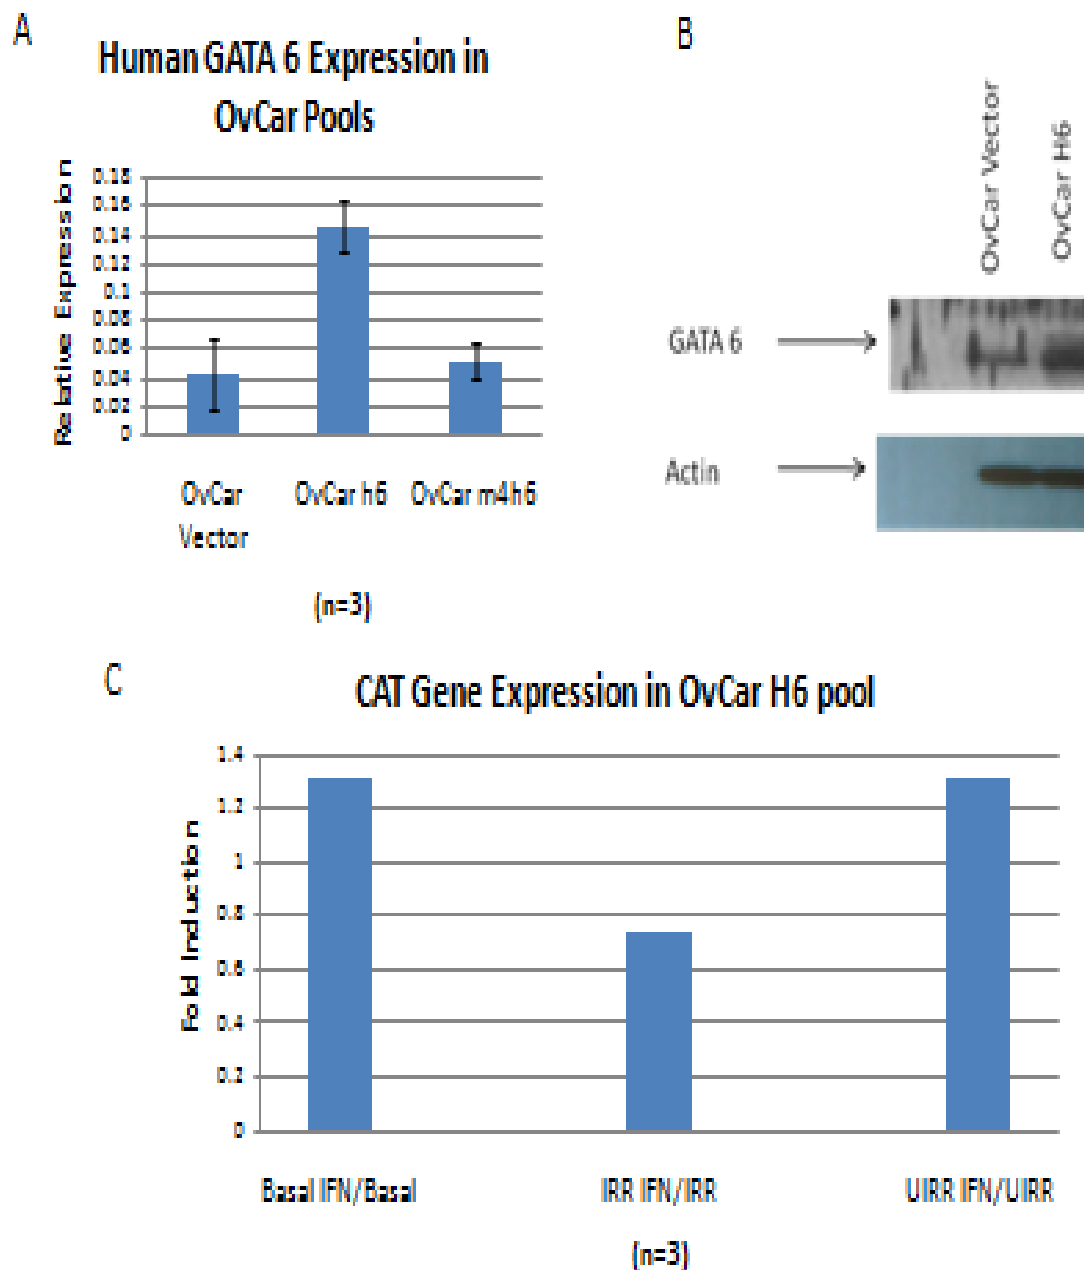 A
Human GATA 6 Expression in
OvCar Pools
Relative Expression
0.18
0.16
0.14
0.12
0.1
0.08
0.06
0.04
0.02
0
OvCar
Vector
OvCar h6
OvCar m4h6
(n=3)
B
OvCar Vector
OvCar H6
GATA 6
Actin
C
CAT Gene Expression in OvCar H6 pool
Fold Induction
1.4
1.2
1
0.8
0.6
0.4
0.2
0
Basal IFN/Basal
IRR IFN/IRR
UIRR IFN/UIRR
(n=3)